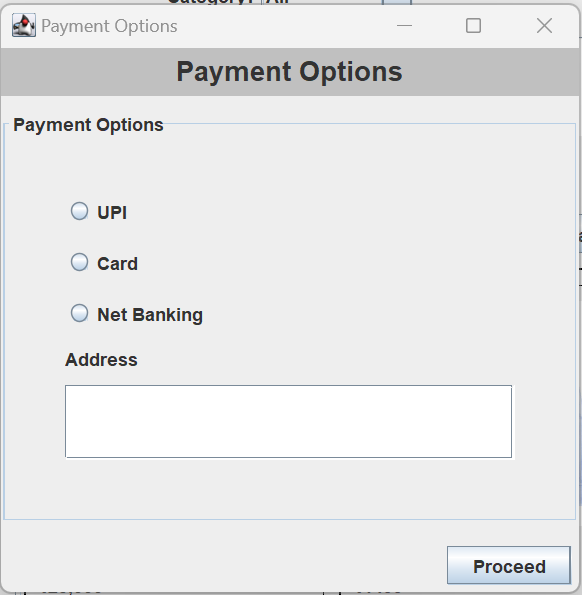 Payment Options
Payment Options
Payment Options
UPI
Card
Net Banking
Address
Proceed